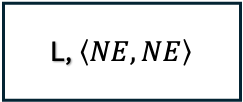 L, ⟨NE, NE⟩